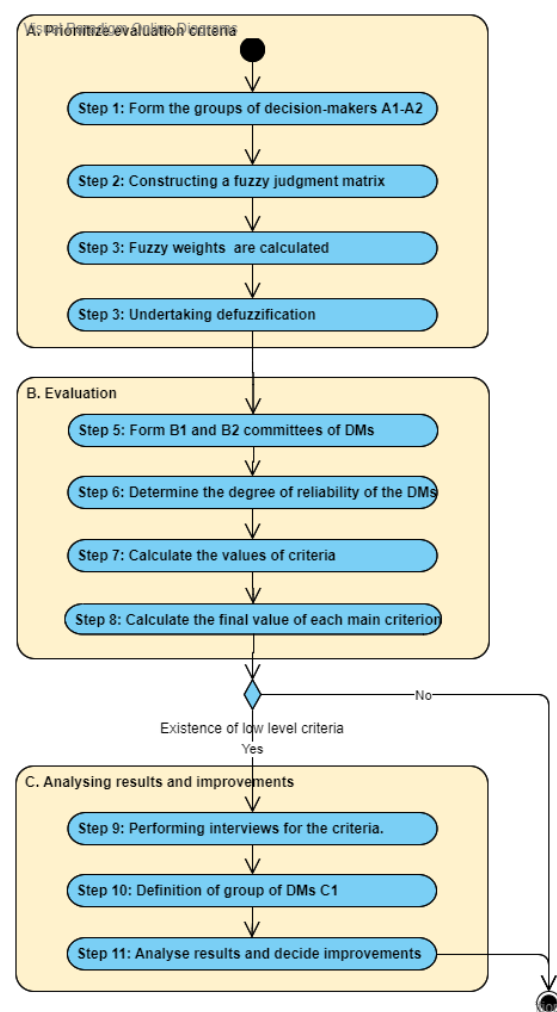 Visual Paradigm Online Diagrams
A. Prioritize evaluation criteria
Step 1: Form the groups of decision-makers A1-A2
Step 2: Constructing a fuzzy judgment matrix
Step 3: Fuzzy weights  are calculated
Step 3: Undertaking defuzzification
B. Evaluation
Step 5: Form B1 and B2 committees of DMs
Step 6: Determine the degree of reliability of the DMs
Step 7: Calculate the values of criteria
Step 8: Calculate the final value of each main criterion
No
Existence of low level criteria
Yes
C. Analysing results and improvements
Step 9: Performing interviews for the criteria.
Step 10: Definition of group of DMs C1
Step 11: Analyse results and decide improvements